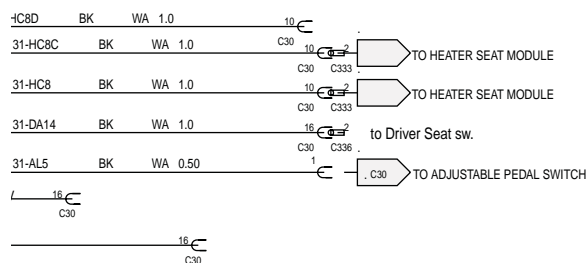 HC8D BK WA 1.0 10
C30
31-HC8C BK WA 1.0 10 2 TO HEATER SEAT MODULE
C30 C333
31-HC8 BK WA 1.0 10 2 TO HEATER SEAT MODULE
C30 C333
31-DA14 BK WA 1.0 16 2 to Driver Seat sw.
C30 C336
31-AL5 BK WA 0.50 1 . C30 TO ADJUSTABLE PEDAL SWITCH
16
C30
16
C30